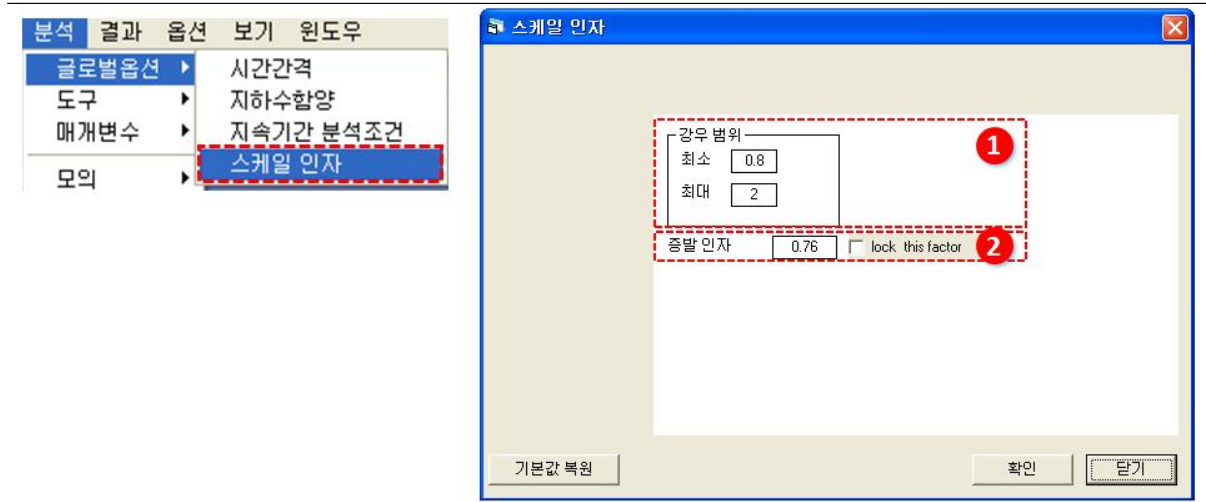 분석 결과 옵션 보기 윈도우
글로벌옵션
도구
매개변수
모의
시간간격
지하수함양
지속기간 분석조건
스케일 인자
스케일 인자
강우 범위
최소 0.8
최대 2
1
증발 인자 0.76 lock this factor
2
기본값 복원 확인 닫기